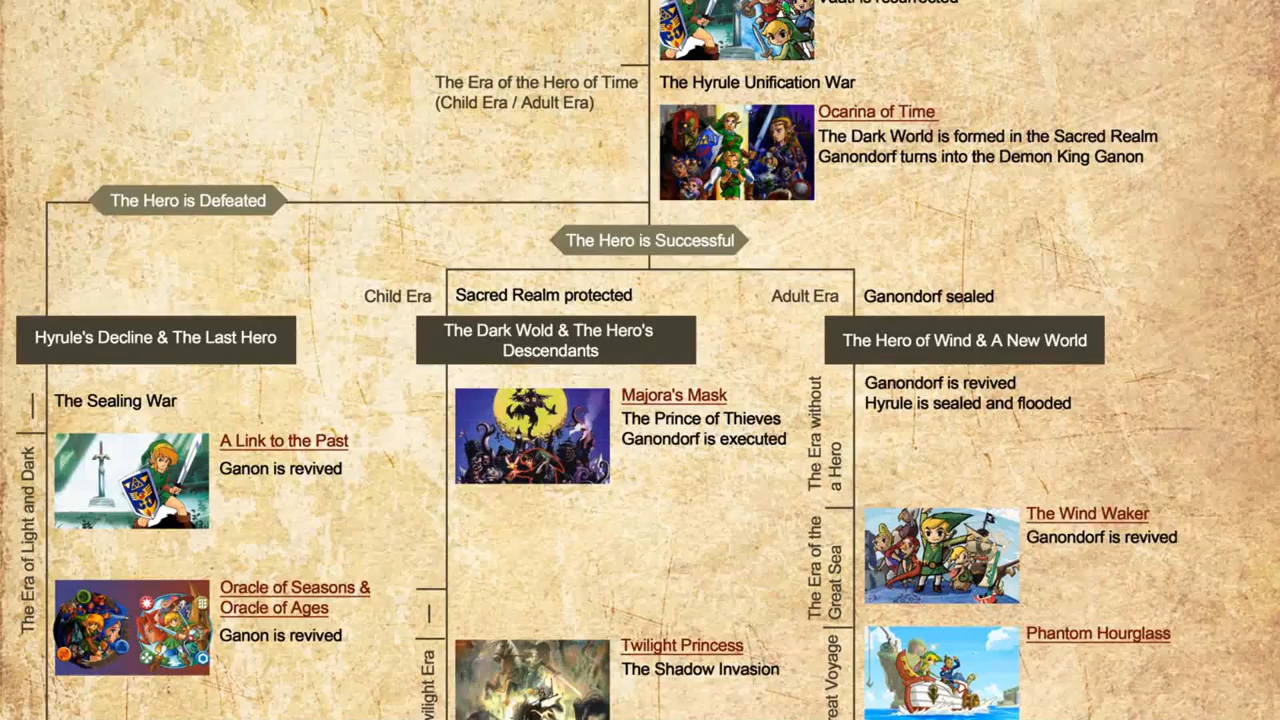 The Era of the Hero of Time
(Child Era / Adult Era)
The Hyrule Unification War
Ocarina of Time
The Dark World is formed in the Sacred Realm
Ganondorf turns into the Demon King Ganon
The Hero is Defeated
The Hero is Successful
Child Era
Sacred Realm protected
Adult Era
Ganondorf sealed
Hyrule's Decline & The Last Hero
The Sealing War
The Era of Light and Dark
A Link to the Past
Ganon is revived
Oracle of Seasons &
Oracle of Ages
Ganon is revived
The Dark Wold & The Hero's
Descendants
Majora's Mask
The Prince of Thieves
Ganondorf is executed
Twilight Princess
The Shadow Invasion
The Hero of Wind & A New World
Ganondorf is revived
Hyrule is sealed and flooded
The Era without
a Hero
The Era of the
Great Sea
The Wind Waker
Ganondorf is revived
Voyage
Phantom Hourglass